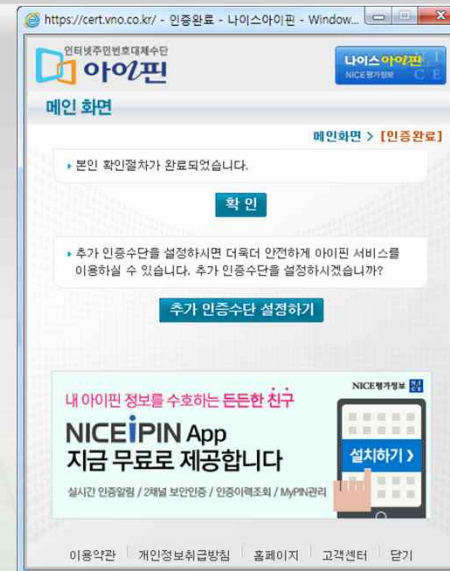 https://cert.vno.co.kr/ - 인증완료 - 나이스아이핀 - Window...
인터넷주민번호대체수단
아이핀
나이스아이핀
NICE평가정보
메인 화면
메인화면 > [인증완료]
본인 확인절차가 완료되었습니다.
확 인
추가 인증수단을 설정하시면 더욱더 안전하게 아이핀 서비스를
이용하실 수 있습니다. 추가 인증수단을 설정하시겠습니까?
추가 인증수단 설정하기
NICE평가정보
내 아이핀 정보를 수호하는 든든한 친구
NICEiPIN App
지금 무료로 제공합니다
설치하기 >
실시간 인증알림 / 2채널 보안인증 / 인증이력조회 / MyPIN관리
이용약관 개인정보취급방침 홈페이지 고객센터 닫기